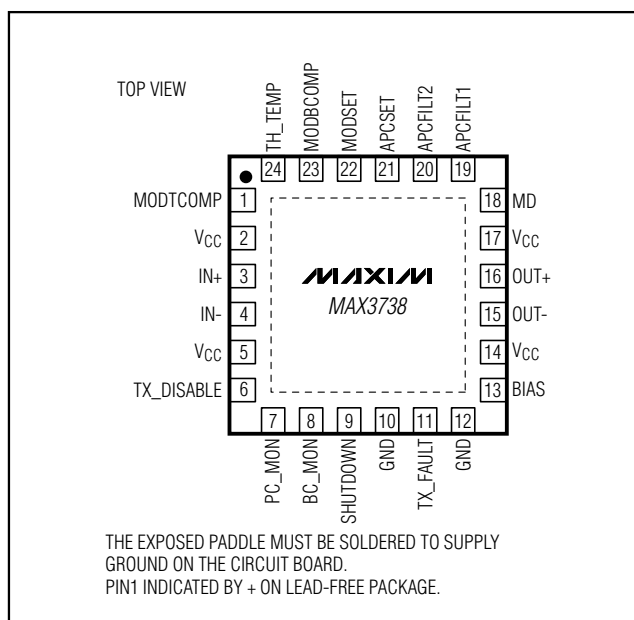 TOP VIEW
TH_TEMP
MODBCOMP
MODSET
APCSET
APCFILT2
APCFILT1
24
23
22
21
20
19
MODTCOMP 1
VCC 2
IN+ 3
IN- 4
VCC 5
TX_DISABLE 6
MAXIM
MAX3738
18 MD
17 VCC
16 OUT+
15 OUT-
14 VCC
13 BIAS
7
8
9
10
11
12
PC_MON
BC_MON
SHUTDOWN
GND
TX_FAULT
GND
THE EXPOSED PADDLE MUST BE SOLDERED TO SUPPLY
GROUND ON THE CIRCUIT BOARD.
PIN1 INDICATED BY + ON LEAD-FREE PACKAGE.